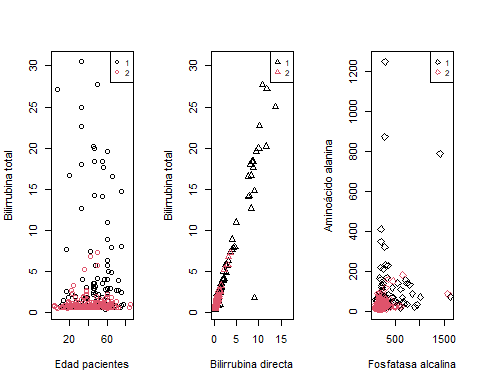 Bilirrubina total
0 5 10 15 20 25 30
20 60
Edad pacientes
1
2
Bilirrubina total
0 5 10 15 20 25 30
0 5 10 15
Bilirrubina directa
1
2
Aminoácido alanina
0 200 400 600 800 1200
500 1500
Fosfatasa alcalina
1
2